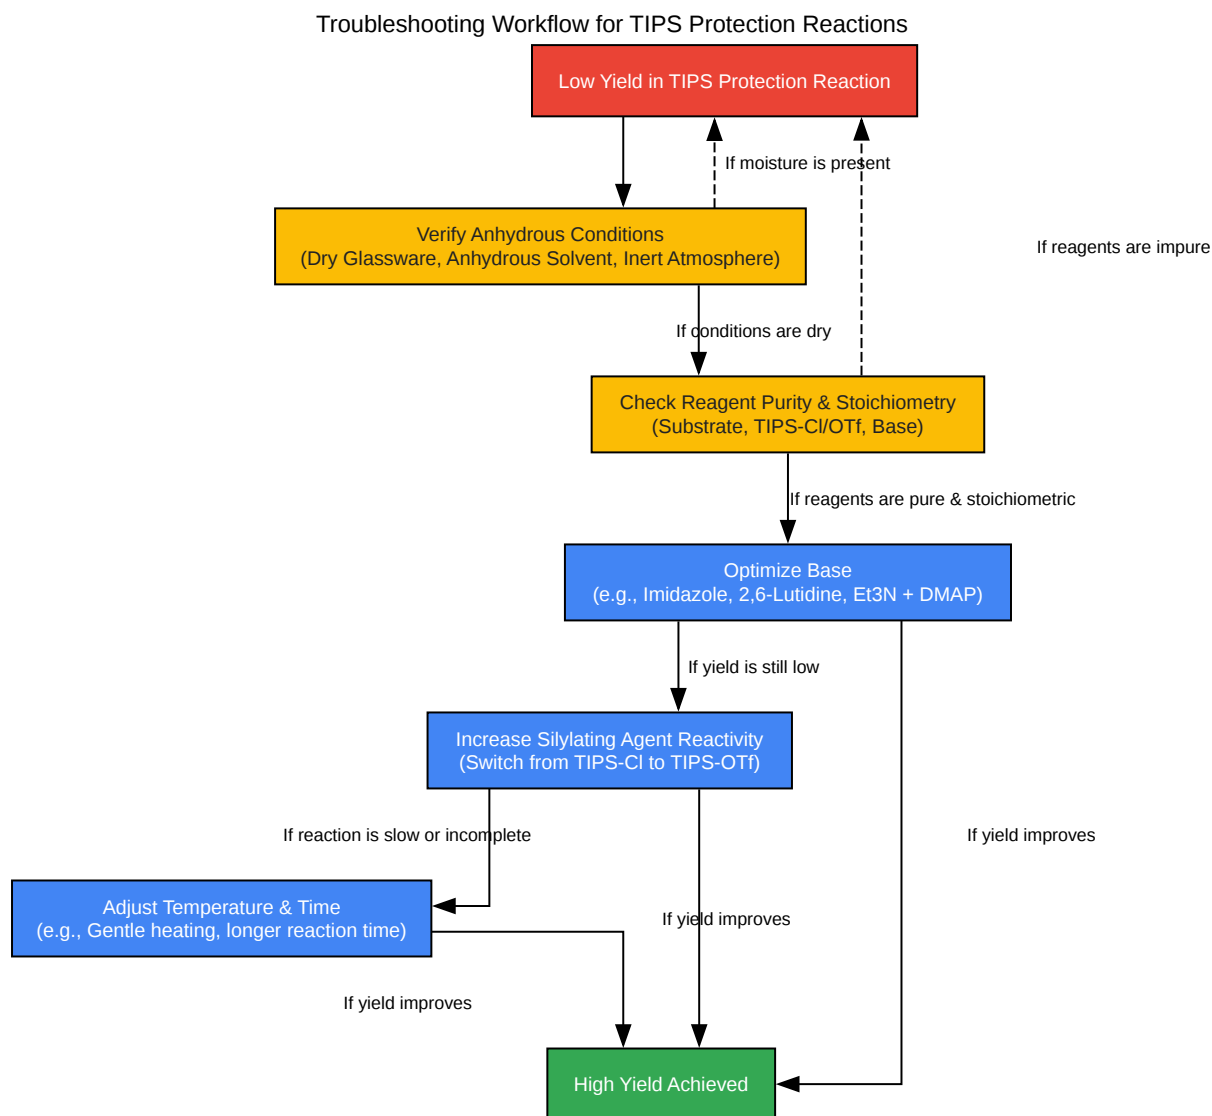 Troubleshooting Workflow for TIPS Protection Reactions
Low Yield in TIPS Protection Reaction
If moisture is present
Verify Anhydrous Conditions
(Dry Glassware, Anhydrous Solvent, Inert Atmosphere)
If reagents are impure
If conditions are dry
Check Reagent Purity & Stoichiometry
(Substrate, TIPS-Cl/OTf, Base)
If reagents are pure & stoichiometric
Optimize Base
(e.g., Imidazole, 2,6-Lutidine, Et3N + DMAP)
If yield is still low
Increase Silylating Agent Reactivity
(Switch from TIPS-Cl to TIPS-OTf)
If reaction is slow or incomplete
If yield improves
Adjust Temperature & Time
(e.g., Gentle heating, longer reaction time)
If yield improves
If yield improves
High Yield Achieved